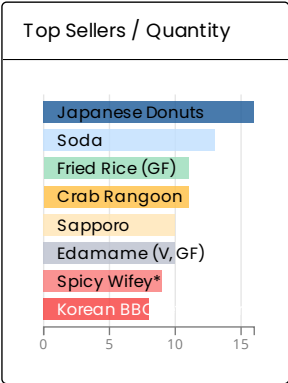 Top Sellers / Quantity
Japanese Donuts
Soda
Fried Rice (GF)
Crab Rangoon
Sapporo
Edamame (V, GF)
Spicy Wifey*
Korean BBQ
0 5 10 15